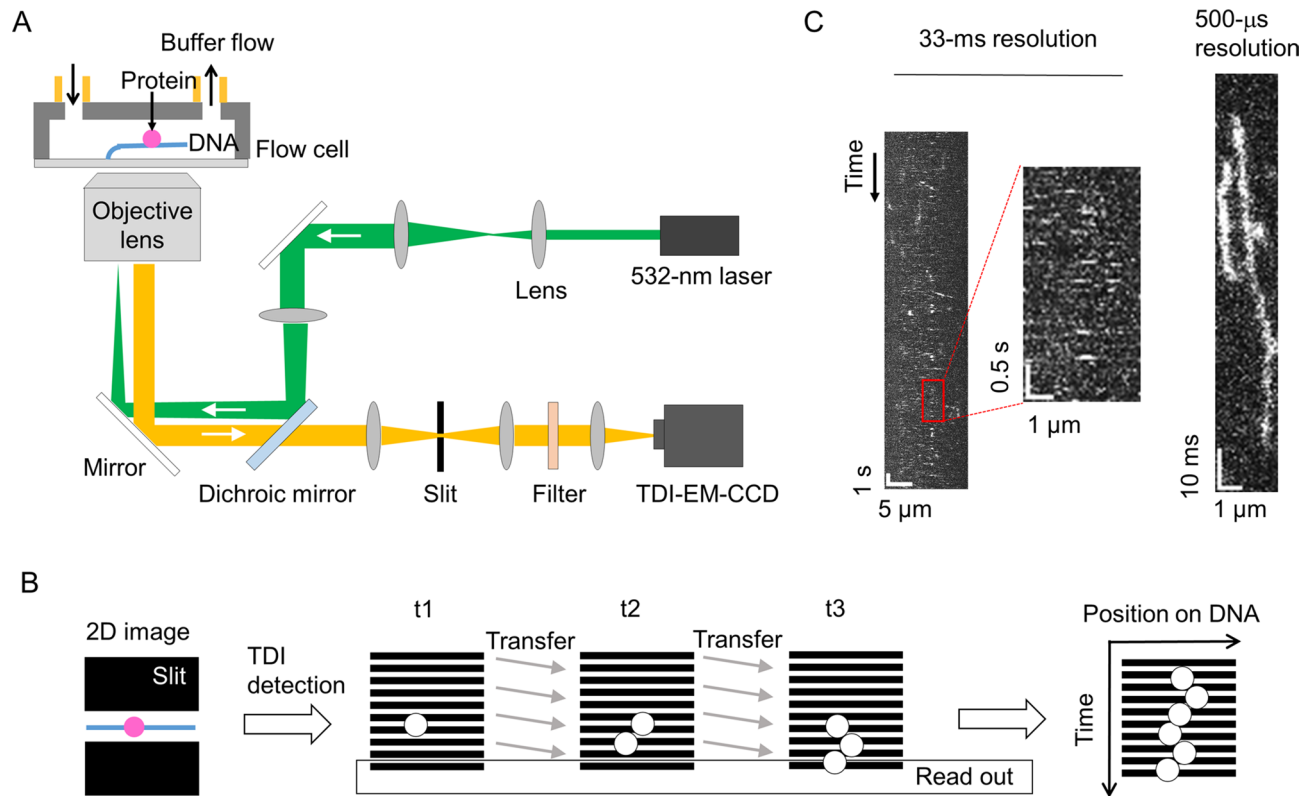 A
Buffer flow
Protein
DNA
Flow cell
Objective
lens
Lens
532-nm laser
Mirror
Dichroic mirror
Slit
Filter
TDI-EM-CCD
C
33-ms resolution
500-μs
resolution
Time
0.5 s
1 μm
1 s
5 μm
10 ms
1 μm
B
2D image
Slit
TDI
detection
t1
Transfer
t2
Transfer
t3
Read out
Position on DNA
Time